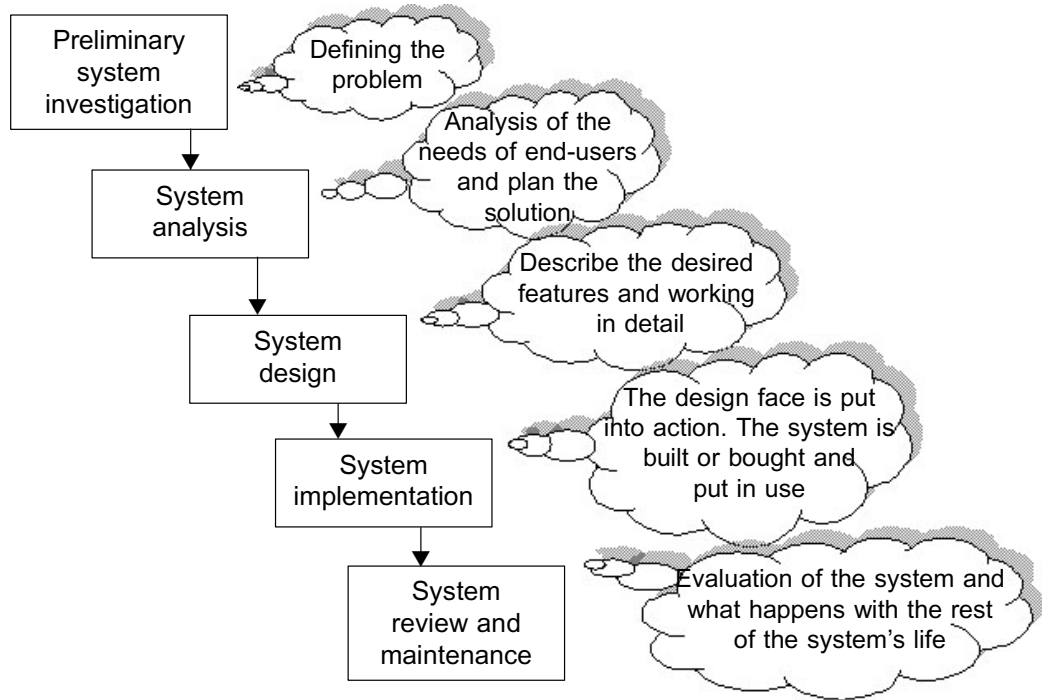 Preliminary
system
investigation
Defining the
problem
System
analysis
Analysis of the
needs of end-users
and plan the
solution
System
design
Describe the desired
features and working
in detail
System
implementation
The design face is put
into action. The system is
built or bought and
put in use
System
review and
maintenance
Evaluation of the system and
what happens with the rest
of the system's life